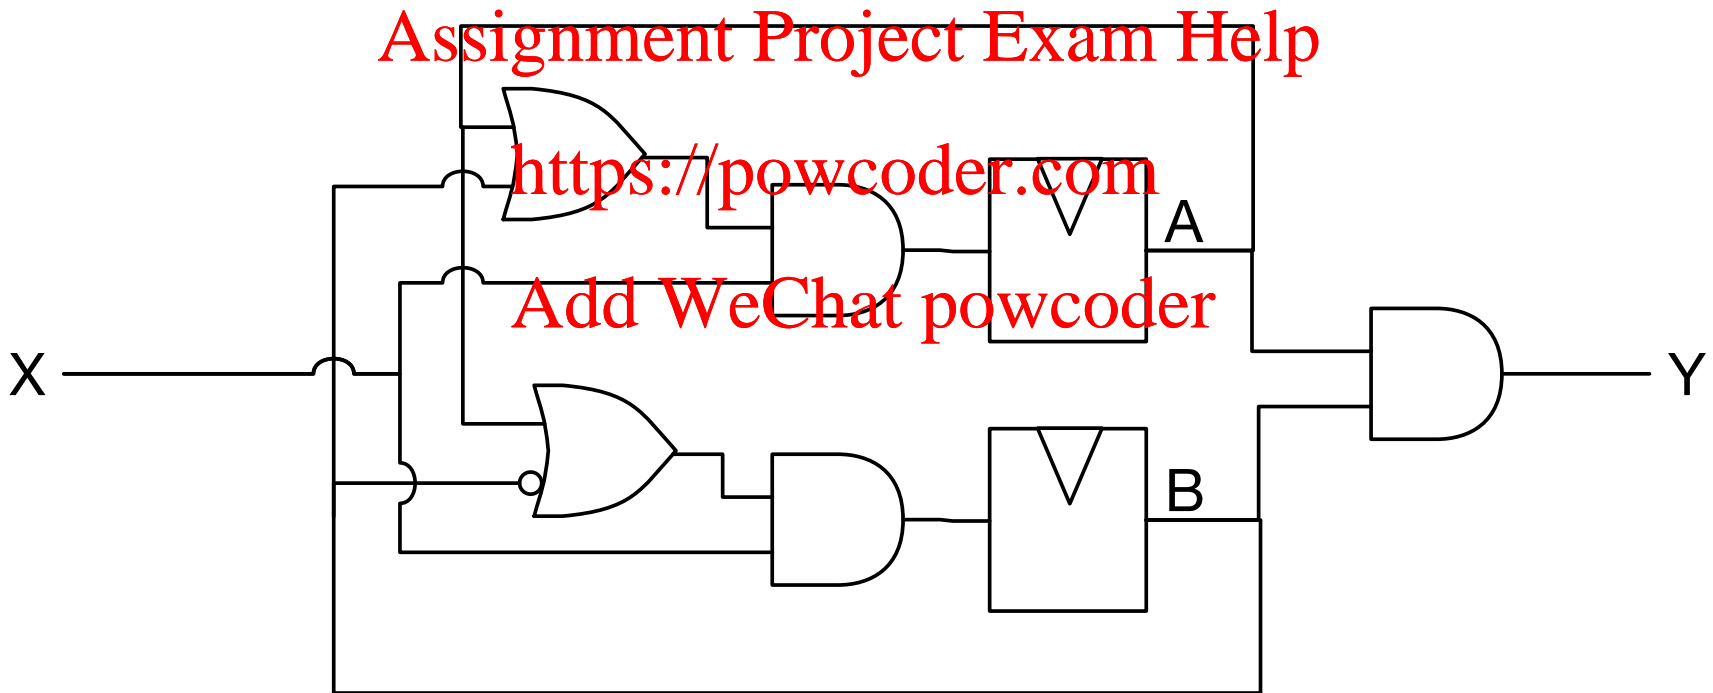 Assignment Project Exam Help
https://powcoder.com
A
Add WeChat powcoder
X
Y
B